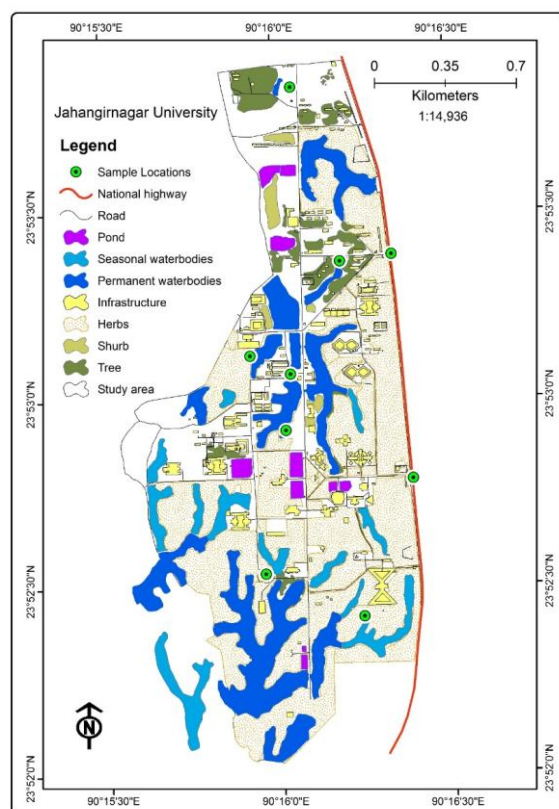 90°15'30"E 90°16'0"E 90°16'30"E
0 0.35 0.7
Kilometers
1:14,936
Jahangirnagar University
Legend
Sample Locations
National highway
Road
Pond
Seasonal waterbodies
Permanent waterbodies
Infrastructure
Herbs
Shurb
Tree
Study area
23°53'30"N 23°53'30"N
23°53'0"N 23°53'0"N
23°52'30"N 23°52'30"N
N
23°52'0"N 23°52'0"N
90°15'30"E 90°16'0"E 90°16'30"E